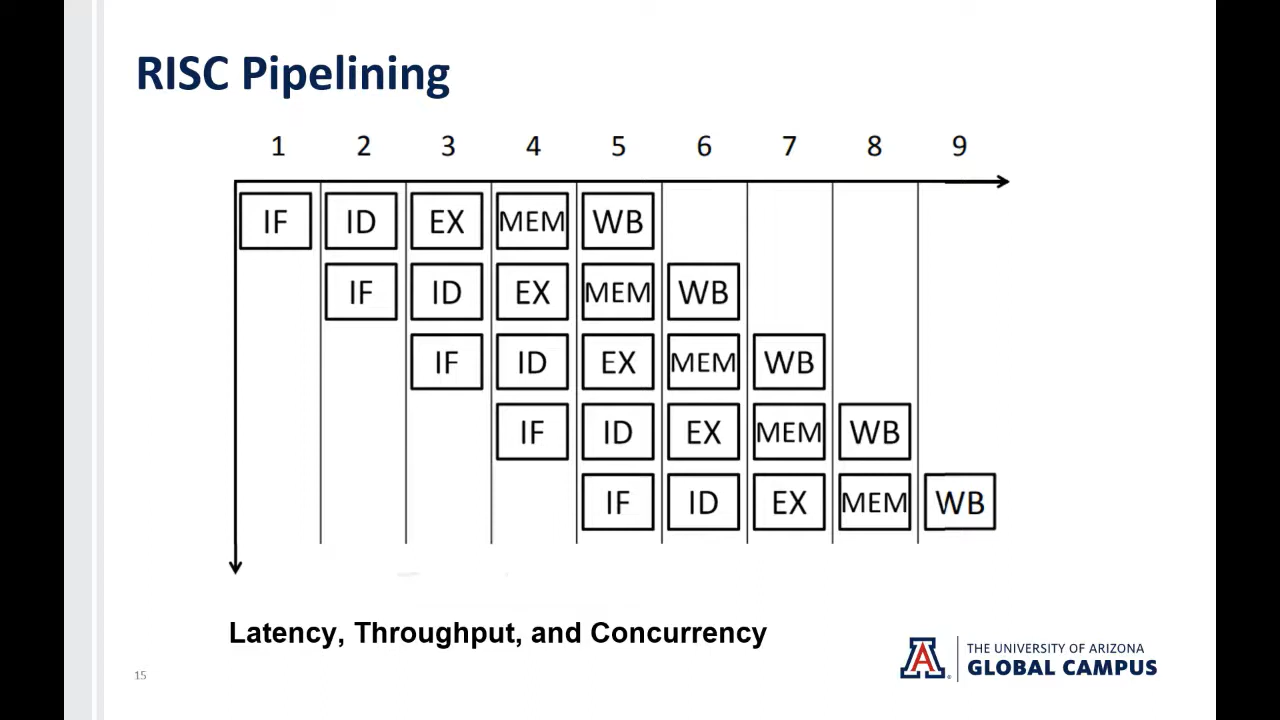 RISC Pipelining
1 2 3 4 5 6 7 8 9
IF ID EX MEM WB
IF ID EX MEM WB
IF ID EX MEM WB
IF ID EX MEM WB
IF ID EX MEM WB
Latency, Throughput, and Concurrency
THE UNIVERSITY OF ARIZONA
GLOBAL CAMPUS
A
15